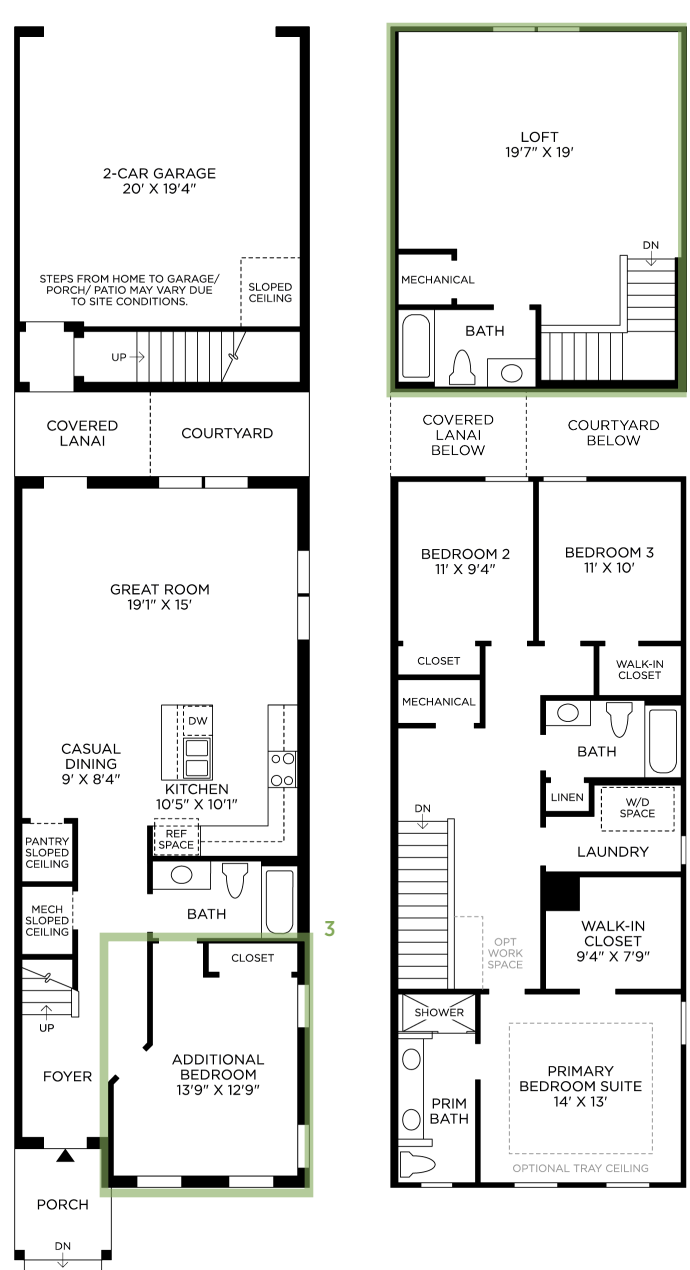 2-CAR GARAGE
20' X 19'4"
STEPS FROM HOME TO GARAGE/
PORCH/ PATIO MAY VARY DUE
TO SITE CONDITIONS.
SLOPED
CEILING
UP
COVERED
LANAI
COURTYARD
GREAT ROOM
19'1" X 15'
DW
CASUAL
DINING
9' X 8'4"
KITCHEN
10'5" X 10'1"
REF
SPACE
PANTRY
SLOPED
CEILING
MECH
SLOPED
CEILING
BATH
3
CLOSET
UP
FOYER
ADDITIONAL
BEDROOM
13'9" X 12'9"
PORCH
DN
LOFT
19'7" X 19'
DN
MECHANICAL
BATH
COVERED
LANAI
BELOW
COURTYARD
BELOW
BEDROOM 2
11' X 9'4"
BEDROOM 3
11' X 10'
CLOSET
WALK-IN
CLOSET
MECHANICAL
BATH
LINEN
W/D
SPACE
DN
LAUNDRY
WALK-IN
CLOSET
9'4" X 7'9"
OPT
WORK
SPACE
SHOWER
PRIMARY
BEDROOM SUITE
14' X 13'
PRIM
BATH
OPTIONAL TRAY CEILING